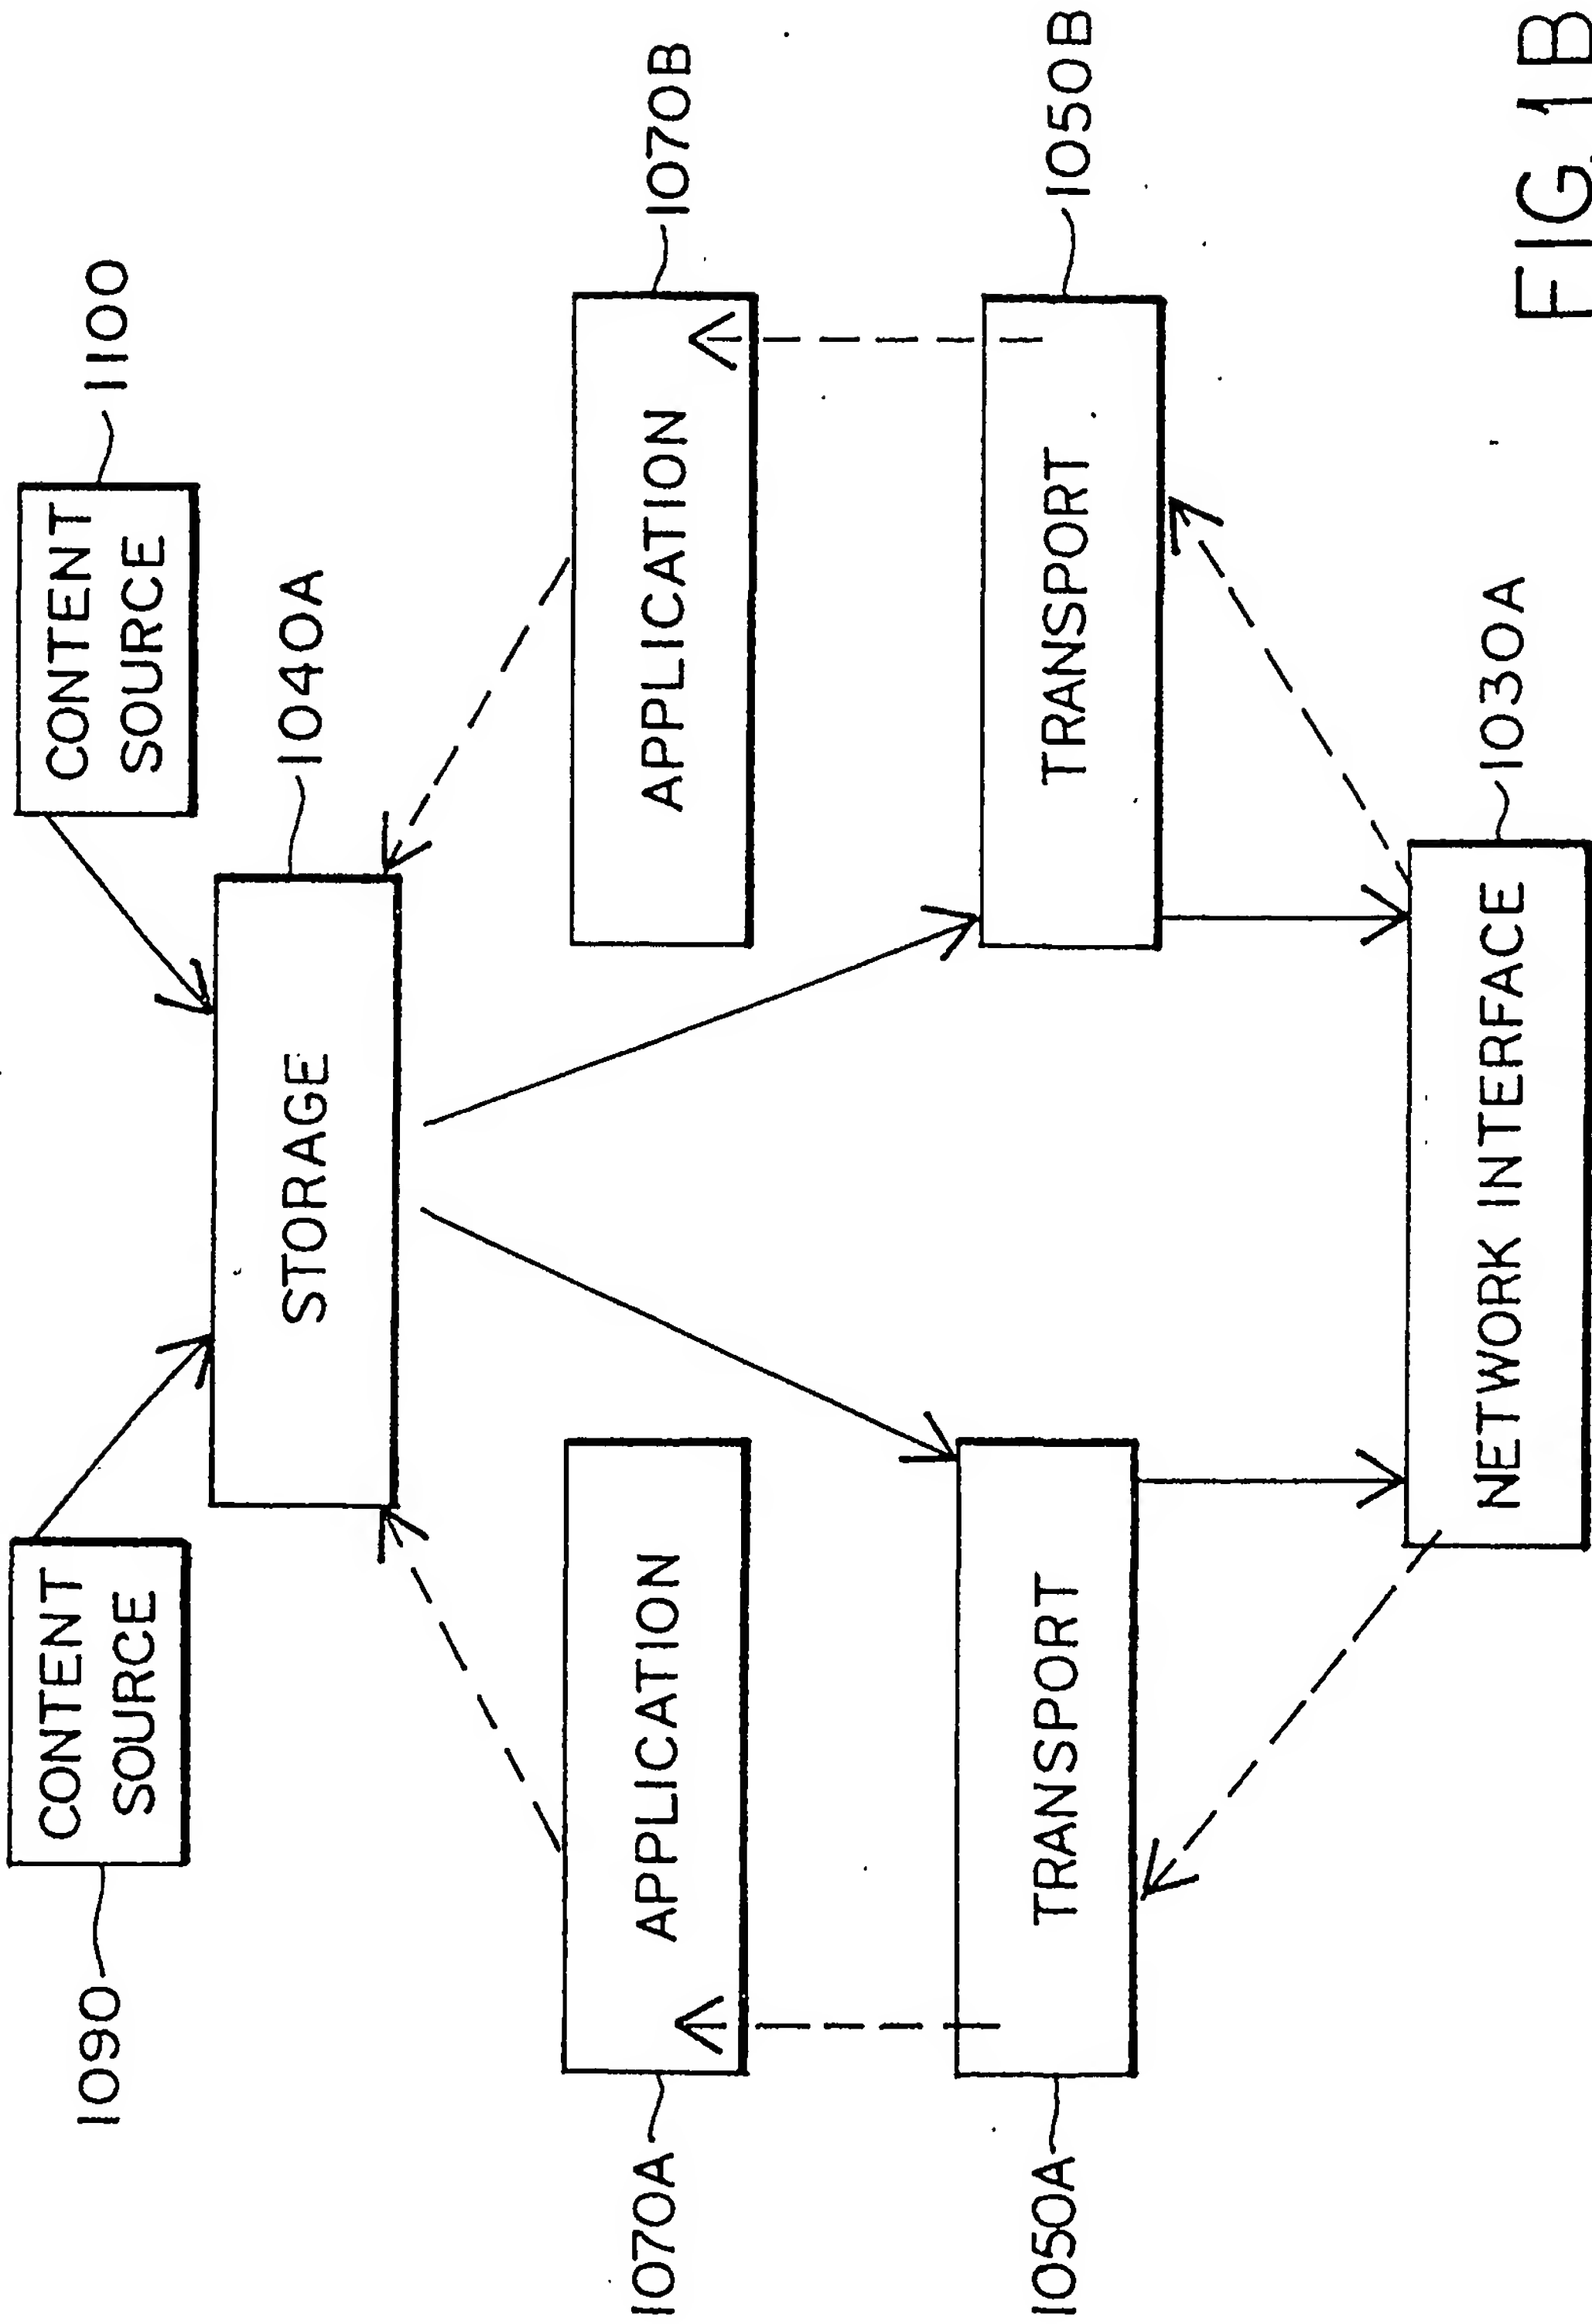 1090
CONTENT
SOURCE
CONTENT
SOURCE
1100
STORAGE
1040A
1070A
APPLICATION
APPLICATION
1070B
1050A
TRANSPORT
TRANSPORT
1050B
NETWORK INTERFACE
1030A
FIG. 1B